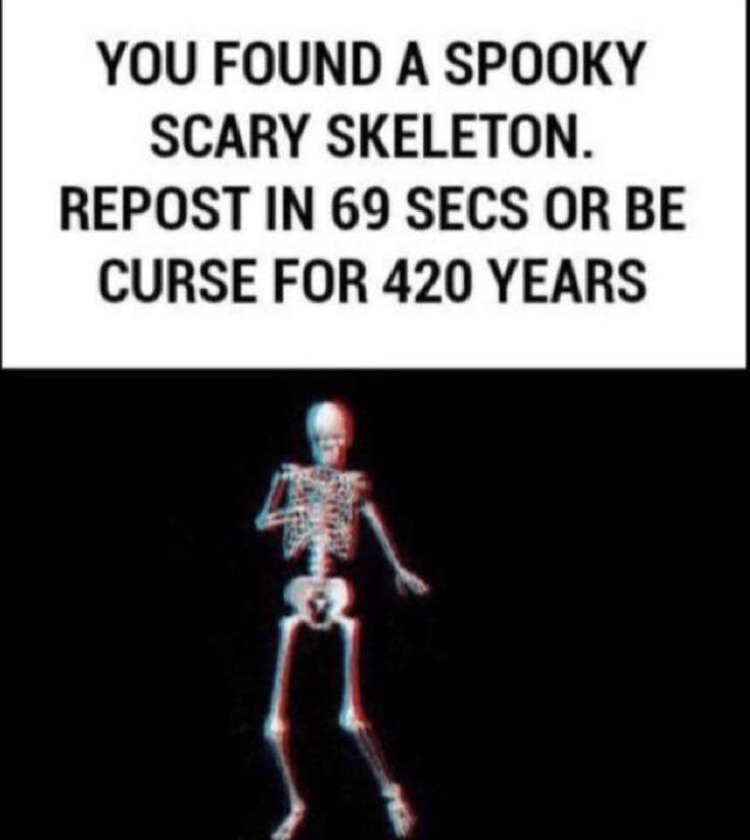 YOU FOUND A SPOOKY
SCARY SKELETON.
REPOST IN 69 SECS OR BE
CURSE FOR 420 YEARS